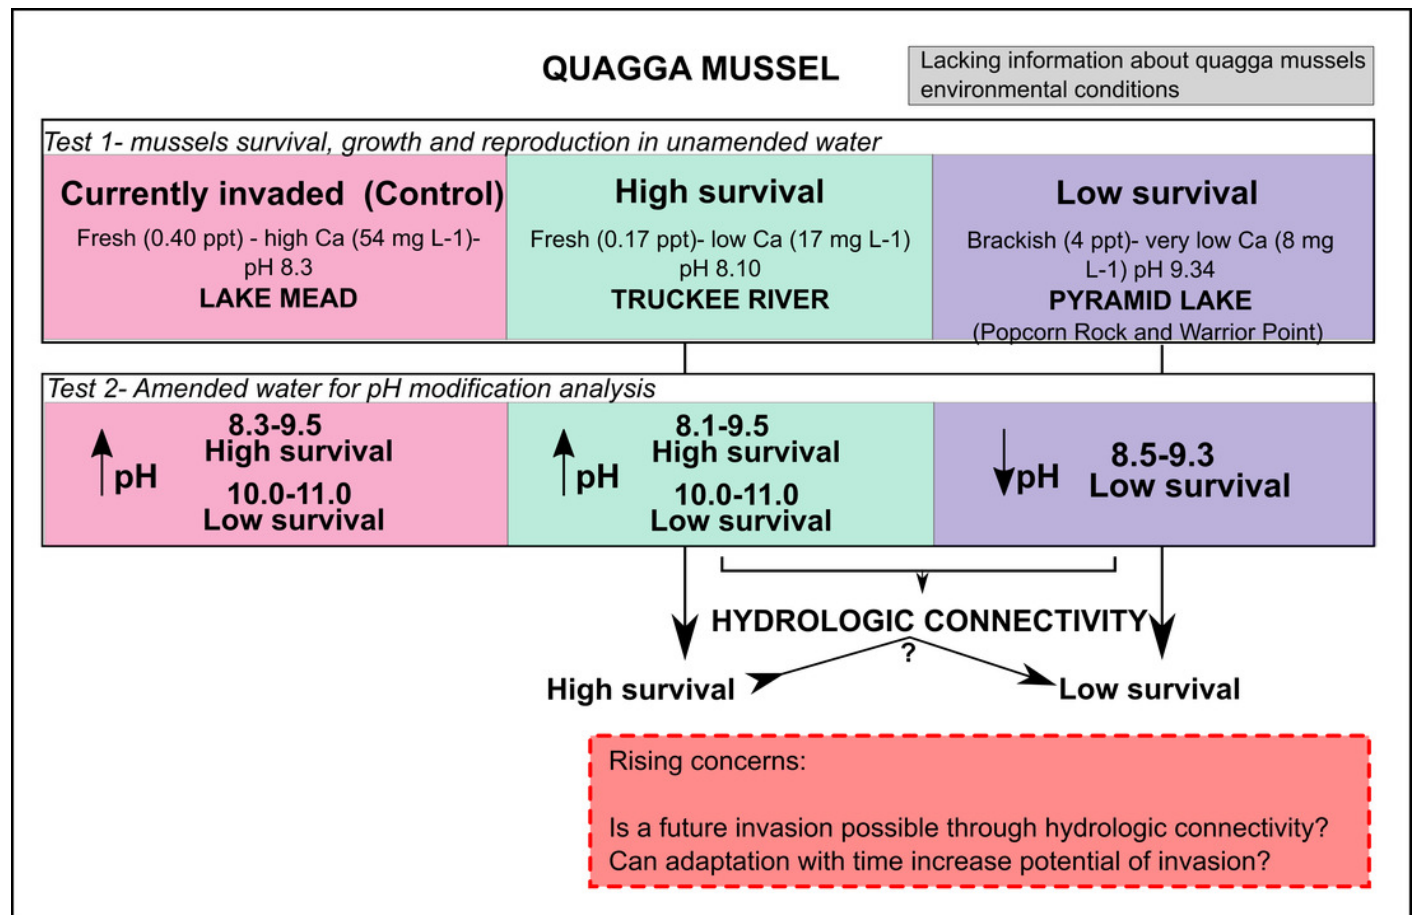 QUAGGA MUSSEL
Lacking information about quagga mussels
environmental conditions
Test 1- mussels survival, growth and reproduction in unamended water
Currently invaded (Control)
Fresh (0.40 ppt) - high Ca (54 mg L-1)-
pH 8.3
LAKE MEAD
High survival
Fresh (0.17 ppt)- low Ca (17 mg L-1)
pH 8.10
TRUCKEE RIVER
Low survival
Brackish (4 ppt)- very low Ca (8 mg
L-1) pH 9.34
PYRAMID LAKE
(Popcorn Rock and Warrior Point)
Test 2- Amended water for pH modification analysis
pH
8.3-9.5
High survival
10.0-11.0
Low survival
pH
8.1-9.5
High survival
10.0-11.0
Low survival
pH
8.5-9.3
Low survival
HYDROLOGIC CONNECTIVITY
?
High survival
Low survival
Rising concerns:
Is a future invasion possible through hydrologic connectivity?
Can adaptation with time increase potential of invasion?